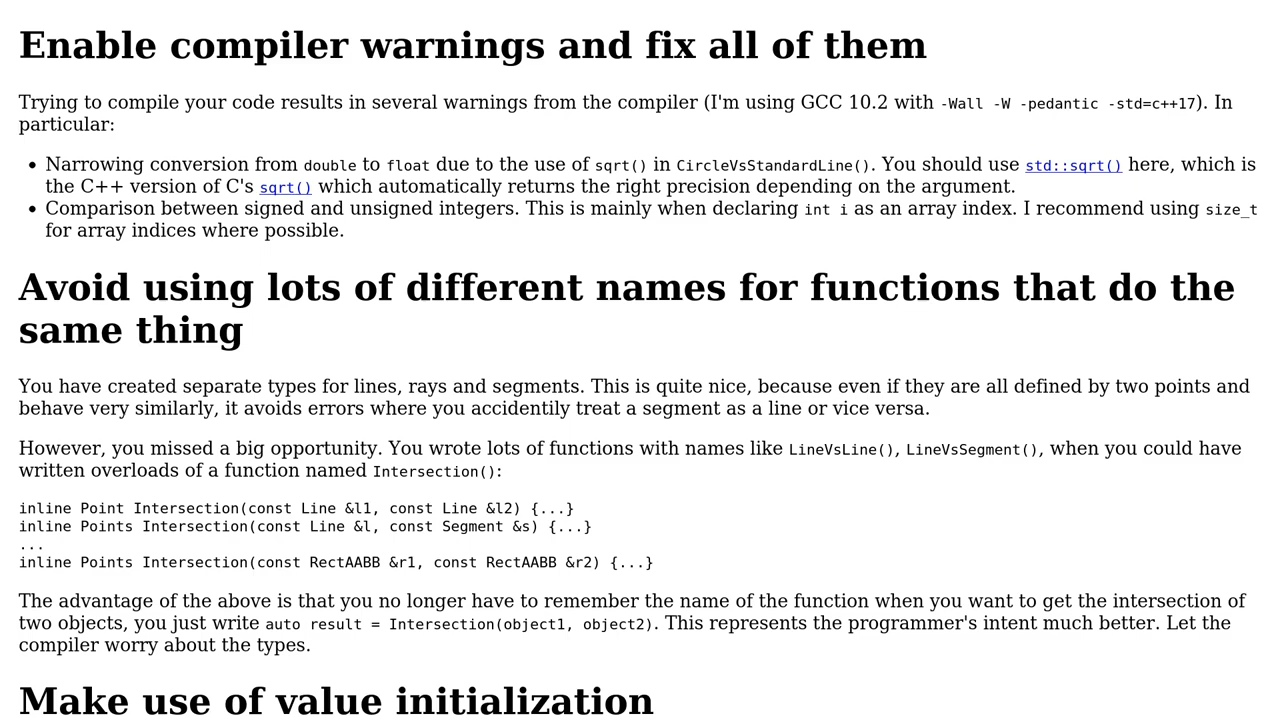 Enable compiler warnings and fix all of them
Trying to compile your code results in several warnings from the compiler (I'm using GCC 10.2 with -Wall -W -pedantic -std=c++17). In
particular:
• Narrowing conversion from double to float due to the use of sqrt() in CircleVsStandardLine(). You should use std::sqrt() here, which is
the C++ version of C's sqrt() which automatically returns the right precision depending on the argument.
• Comparison between signed and unsigned integers. This is mainly when declaring int i as an array index. I recommend using size_t
for array indices where possible.
Avoid using lots of different names for functions that do the
same thing
You have created separate types for lines, rays and segments. This is quite nice, because even if they are all defined by two points and
behave very similarly, it avoids errors where you accidentily treat a segment as a line or vice versa.
However, you missed a big opportunity. You wrote lots of functions with names like LineVsLine(), LineVsSegment(), when you could have
written overloads of a function named Intersection():
inline Point Intersection(const Line &l1, const Line &l2) {...}
inline Points Intersection(const Line &l, const Segment &s) {...}
...
inline Points Intersection(const RectAABB &r1, const RectAABB &r2) {...}
The advantage of the above is that you no longer have to remember the name of the function when you want to get the intersection of
two objects, you just write auto result = Intersection(object1, object2). This represents the programmer's intent much better. Let the
compiler worry about the types.
Make use of value initialization